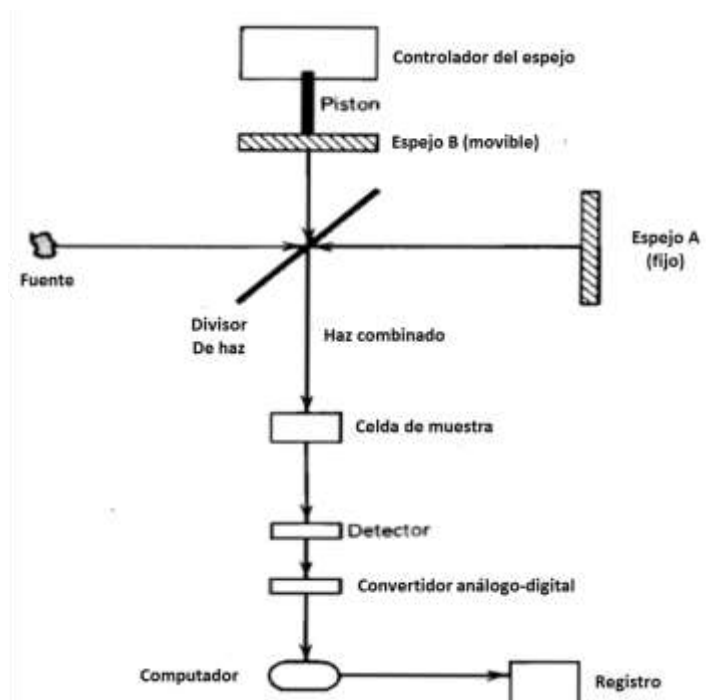 Controlador del espejo
Piston
Espejo B (movible)
Espejo A
(fijo)
Fuente
Divisor
De haz
Haz combinado
Celda de muestra
Detector
Convertidor análogo-digital
Computador
Registro